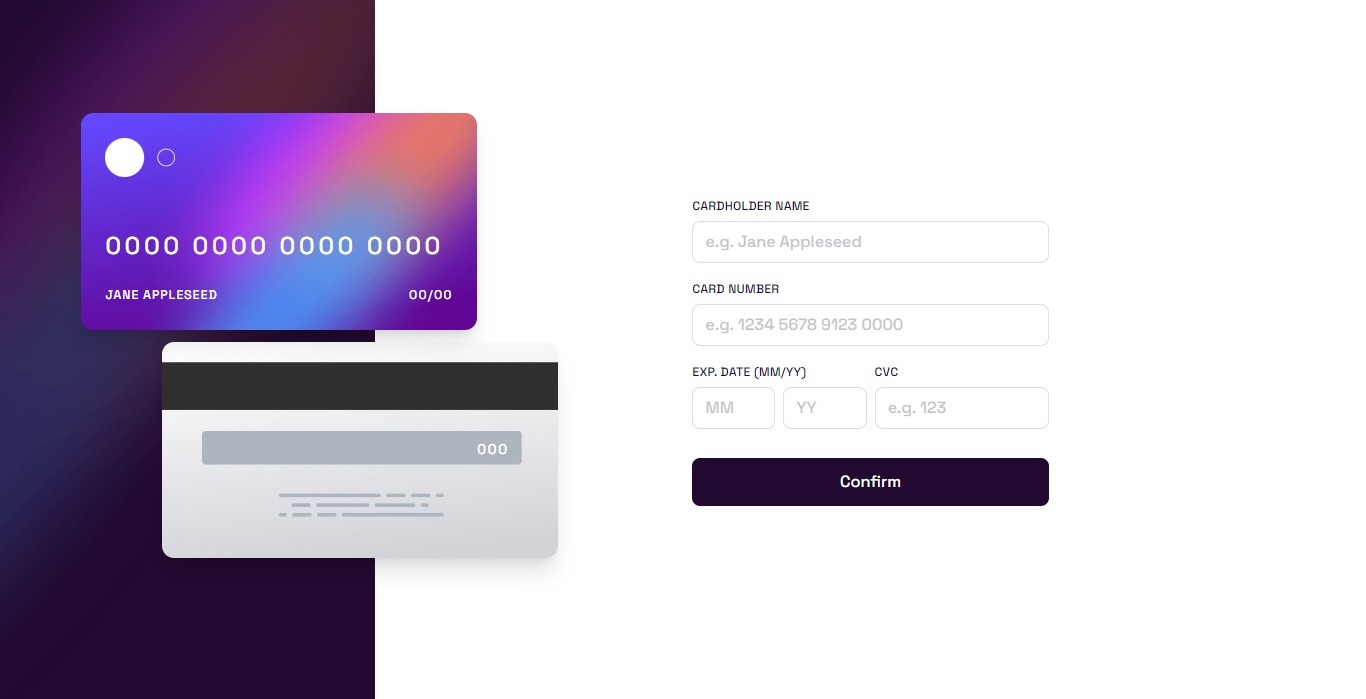 0000 0000 0000 0000
JANE APPLESEED
00/00
000
CARDHOLDER NAME
e.g. Jane Appleseed
CARD NUMBER
e.g. 1234 5678 9123 0000
EXP. DATE (MM/YY) CVC
MM YY e.g. 123
Confirm